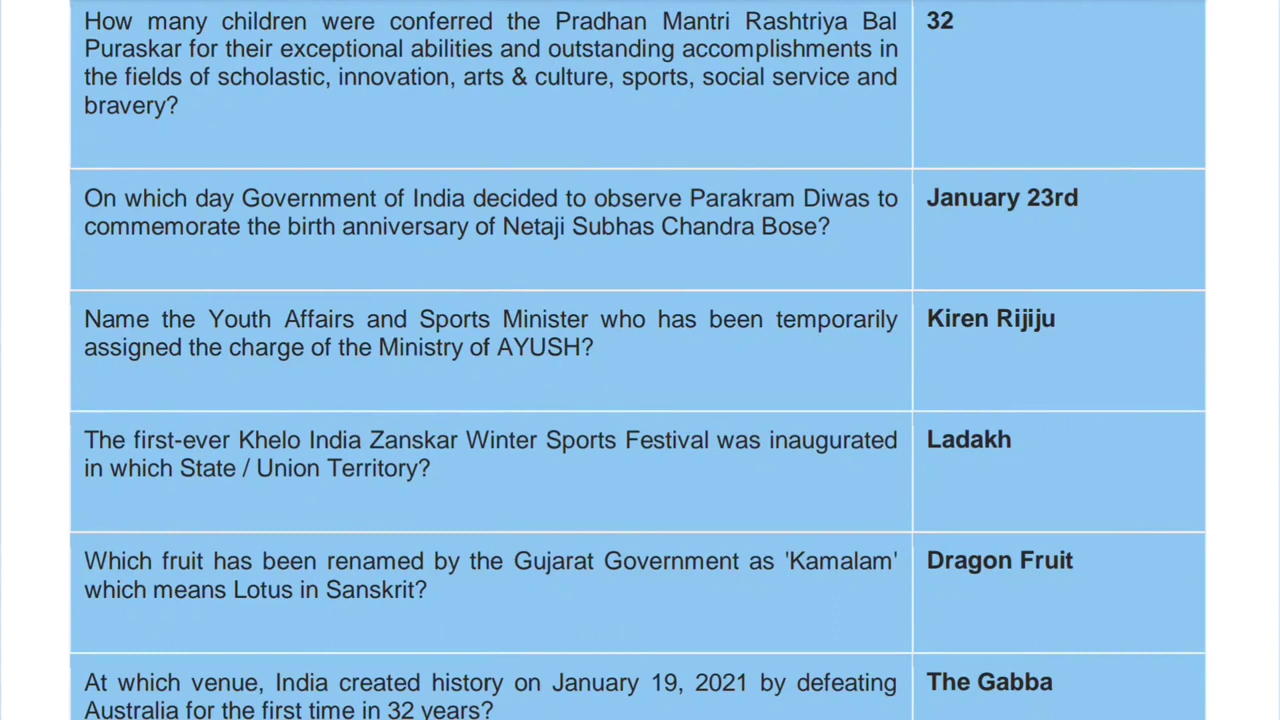 How many children were conferred the Pradhan Mantri Rashtriya Bal
Puraskar for their exceptional abilities and outstanding accomplishments in
the fields of scholastic, innovation, arts & culture, sports, social service and
bravery?
32
On which day Government of India decided to observe Parakram Diwas to
commemorate the birth anniversary of Netaji Subhas Chandra Bose?
January 23rd
Name the Youth Affairs and Sports Minister who has been temporarily
assigned the charge of the Ministry of AYUSH?
Kiren Rijiju
The first-ever Khelo India Zanskar Winter Sports Festival was inaugurated
in which State / Union Territory?
Ladakh
Which fruit has been renamed by the Gujarat Government as 'Kamalam'
which means Lotus in Sanskrit?
Dragon Fruit
At which venue, India created history on January 19, 2021 by defeating
Australia for the first time in 32 years?
The Gabba